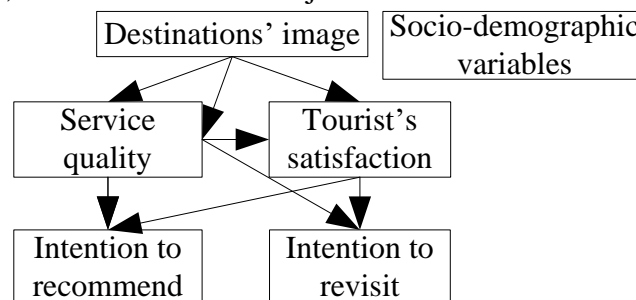 Destinations' image
Socio-demographic
variables
Service
quality
Tourist's
satisfaction
Intention to
recommend
Intention to
revisit